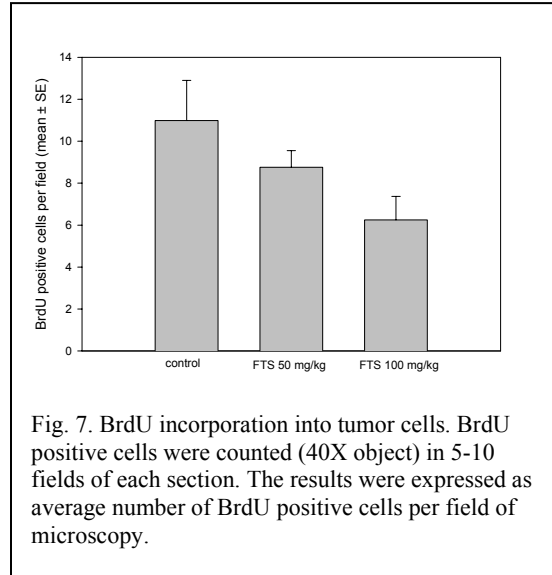 14
12
10
8
6
4
2
0
BrdU positive cells per field (mean ± SE)
control
FTS 50 mg/kg
FTS 100 mg/kg
Fig. 7. BrdU incorporation into tumor cells. BrdU
positive cells were counted (40X object) in 5-10
fields of each section. The results were expressed as
average number of BrdU positive cells per field of
microscopy.